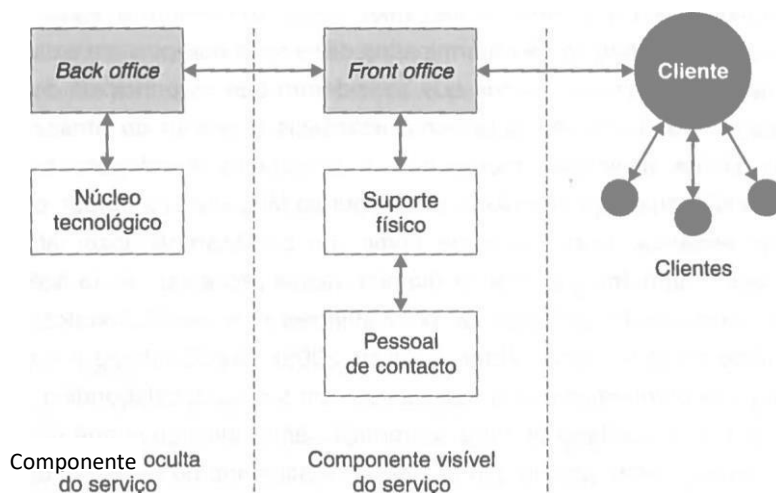 Back office
Front office
Cliente
Núcleo
tecnológico
Suporte
físico
Clientes
Pessoal
de contacto
Componente oculta
do serviço
Componente visível
do serviço